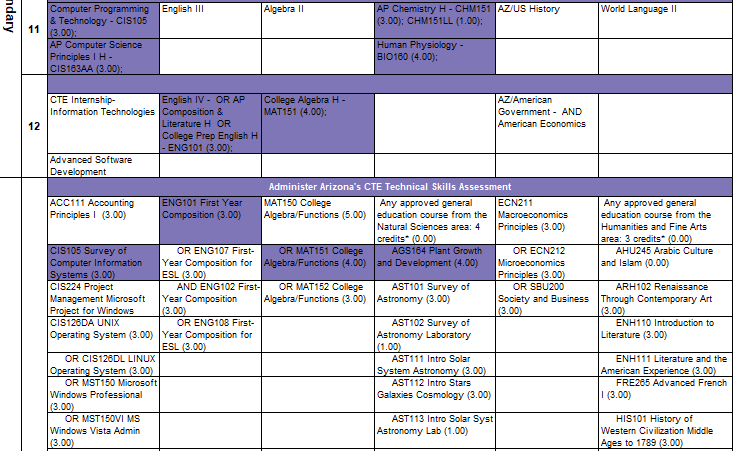 ndary
11
Computer Programming
& Technology - CIS105
(3.00);
English III
Algebra II
AP Chemistry H - CHM151
(3.00); CHM151LL (1.00);
AZ/US History
World Language II
AP Computer Science
Principles I H -
CIS163AA (3.00);
Human Physiology -
BIO160 (4.00);
12
CTE Internship-
Information Technologies
English IV - OR AP
Composition &
Literature H OR
College Prep English H
- ENG101 (3.00);
College Algebra H -
MAT151 (4.00);
AZ/American
Government - AND
American Economics
Advanced Software
Development
Administer Arizona's CTE Technical Skills Assessment
ACC111 Accounting
Principles I (3.00)
ENG101 First Year
Composition (3.00)
MAT150 College
Algebra/Functions (5.00)
Any approved general
education course from the
Natural Sciences area: 4
credits* (0.00)
ECN211
Macroeconomics
Principles (3.00)
Any approved general
education course from the
Humanities and Fine Arts
area: 3 credits* (0.00)
CIS105 Survey of
Computer Information
Systems (3.00)
OR ENG107 First-
Year Composition for
ESL (3.00)
OR MAT151 College
Algebra/Functions (4.00)
AGS164 Plant Growth
and Development (4.00)
OR ECN212
Microeconomics
Principles (3.00)
AHU245 Arabic Culture
and Islam (0.00)
CIS224 Project
Management Microsoft
Project for Windows
AND ENG102 First-
Year Composition
(3.00)
OR MAT152 College
Algebra/Functions (3.00)
AST101 Survey of
Astronomy (3.00)
OR SBU200
Society and Business
(3.00)
ARH102 Renaissance
Through Contemporary Art
(3.00)
CIS126DA UNIX
Operating System (3.00)
OR ENG108 First-
Year Composition for
ESL (3.00)
AST102 Survey of
Astronomy Laboratory
(1.00)
ENH110 Introduction to
Literature (3.00)
OR CIS126DL LINUX
Operating System (3.00)
AST111 Intro Solar
System Astronomy (3.00)
ENH111 Literature and the
American Experience (3.00)
OR MST150 Microsoft
Windows Professional
(3.00)
AST112 Intro Stars
Galaxies Cosmology (3.00)
FRE265 Advanced French
I (3.00)
OR MST150VI MS
Windows Vista Admin
(3.00)
AST113 Intro Solar Syst
Astronomy Lab (1.00)
HIS101 History of
Western Civilization Middle
Ages to 1789 (3.00)